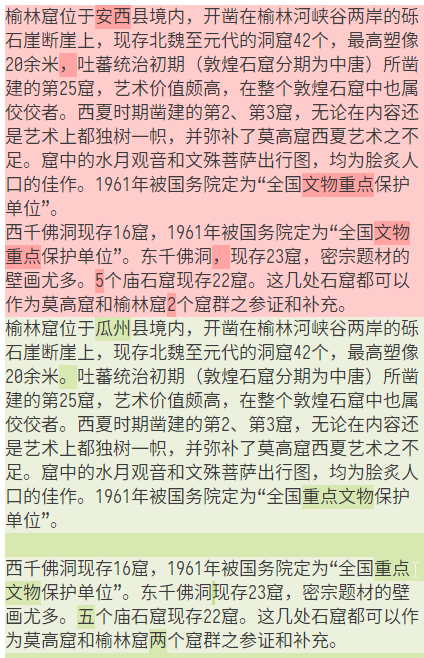 榆林窟位于安西县境内，开凿在榆林河峡谷两岸的砾
石崖断崖上，现存北魏至元代的洞窟42个，最高塑像
20余米，吐蕃统治初期（敦煌石窟分期为中唐）所凿
建的第25窟，艺术价值颇高，在整个敦煌石窟中也属
佼佼者。西夏时期凿建的第2、第3窟，无论在内容还
是艺术上都独树一帜，并弥补了莫高窟西夏艺术之不
足。窟中的水月观音和文殊菩萨出行图，均为脍炙人
口的佳作。1961年被国务院定为“全国文物重点保护
单位”。
西千佛洞现存16窟，1961年被国务院定为“全国文物
重点保护单位”。东千佛洞，现存23窟，密宗题材的
壁画尤多。5个庙石窟现存22窟。这几处石窟都可以
作为莫高窟和榆林窟2个窟群之参证和补充。
榆林窟位于瓜州县境内，开凿在榆林河峡谷两岸的砾
石崖断崖上，现存北魏至元代的洞窟42个，最高塑像
20余米。吐蕃统治初期（敦煌石窟分期为中唐）所凿
建的第25窟，艺术价值颇高，在整个敦煌石窟中也属
佼佼者。西夏时期凿建的第2、第3窟，无论在内容还
是艺术上都独树一帜，并弥补了莫高窟西夏艺术之不
足。窟中的水月观音和文殊菩萨出行图，均为脍炙人
口的佳作。1961年被国务院定为“全国重点文物保护
单位”。
西千佛洞现存16窟，1961年被国务院定为“全国重点
文物保护单位”。东千佛洞现存23窟，密宗题材的壁
画尤多。五个庙石窟现存22窟。这几处石窟都可以作
为莫高窟和榆林窟两个窟群之参证和补充。